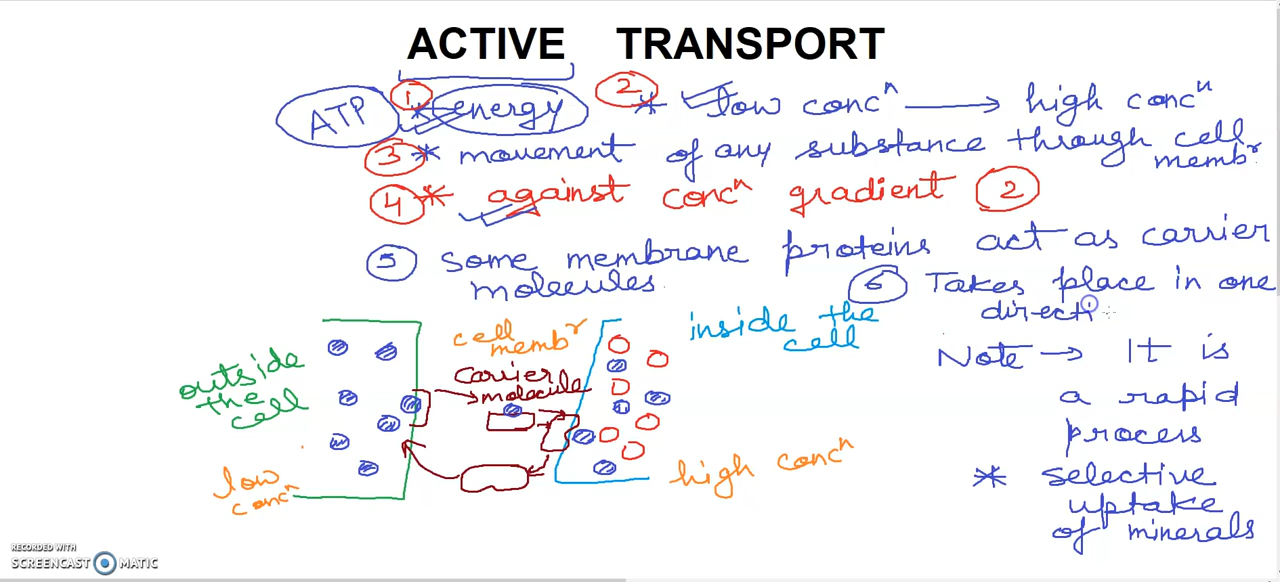 ACTIVE TRANSPORT
ATP 1 * energy 2 * low concⁿ → high concⁿ
3 * movement of any substance through cell membʳ
4 * against concⁿ gradient 2
5 Some membrane proteins act as carrier
molecules.
6 Takes place in one
directi
outside
the
cell
low
concⁿ
cell
membʳ
Carrier
molecule
inside the
cell
high concⁿ
Note → It is
a rapid
process
* selective
uptake
of minerals
RECORDED WITH
SCREENCAST MATIC